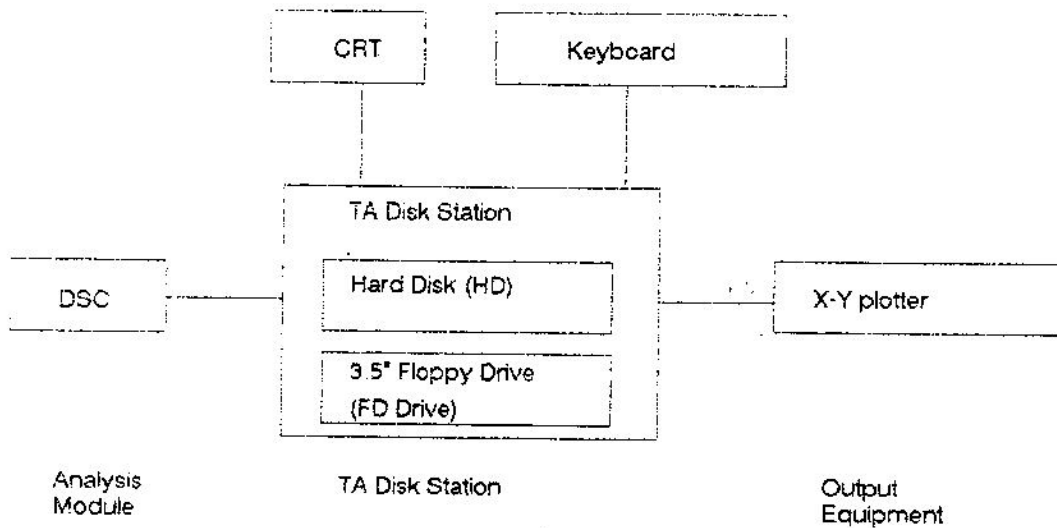 CRT
Keyboard
TA Disk Station
Hard Disk (HD)
DSC
X-Y plotter
3.5" Floppy Drive
(FD Drive)
Analysis
Module
TA Disk Station
Output
Equipment